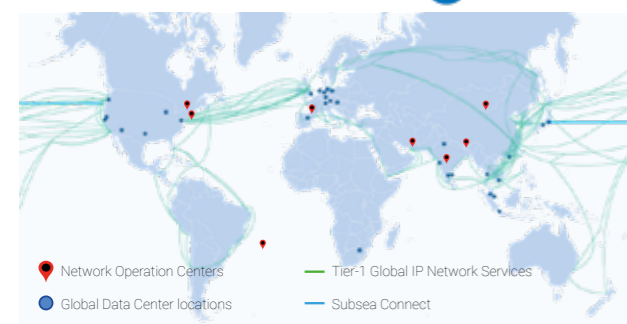 Network Operation Centers
Tier-1 Global IP Network Services
Global Data Center locations
Subsea Connect